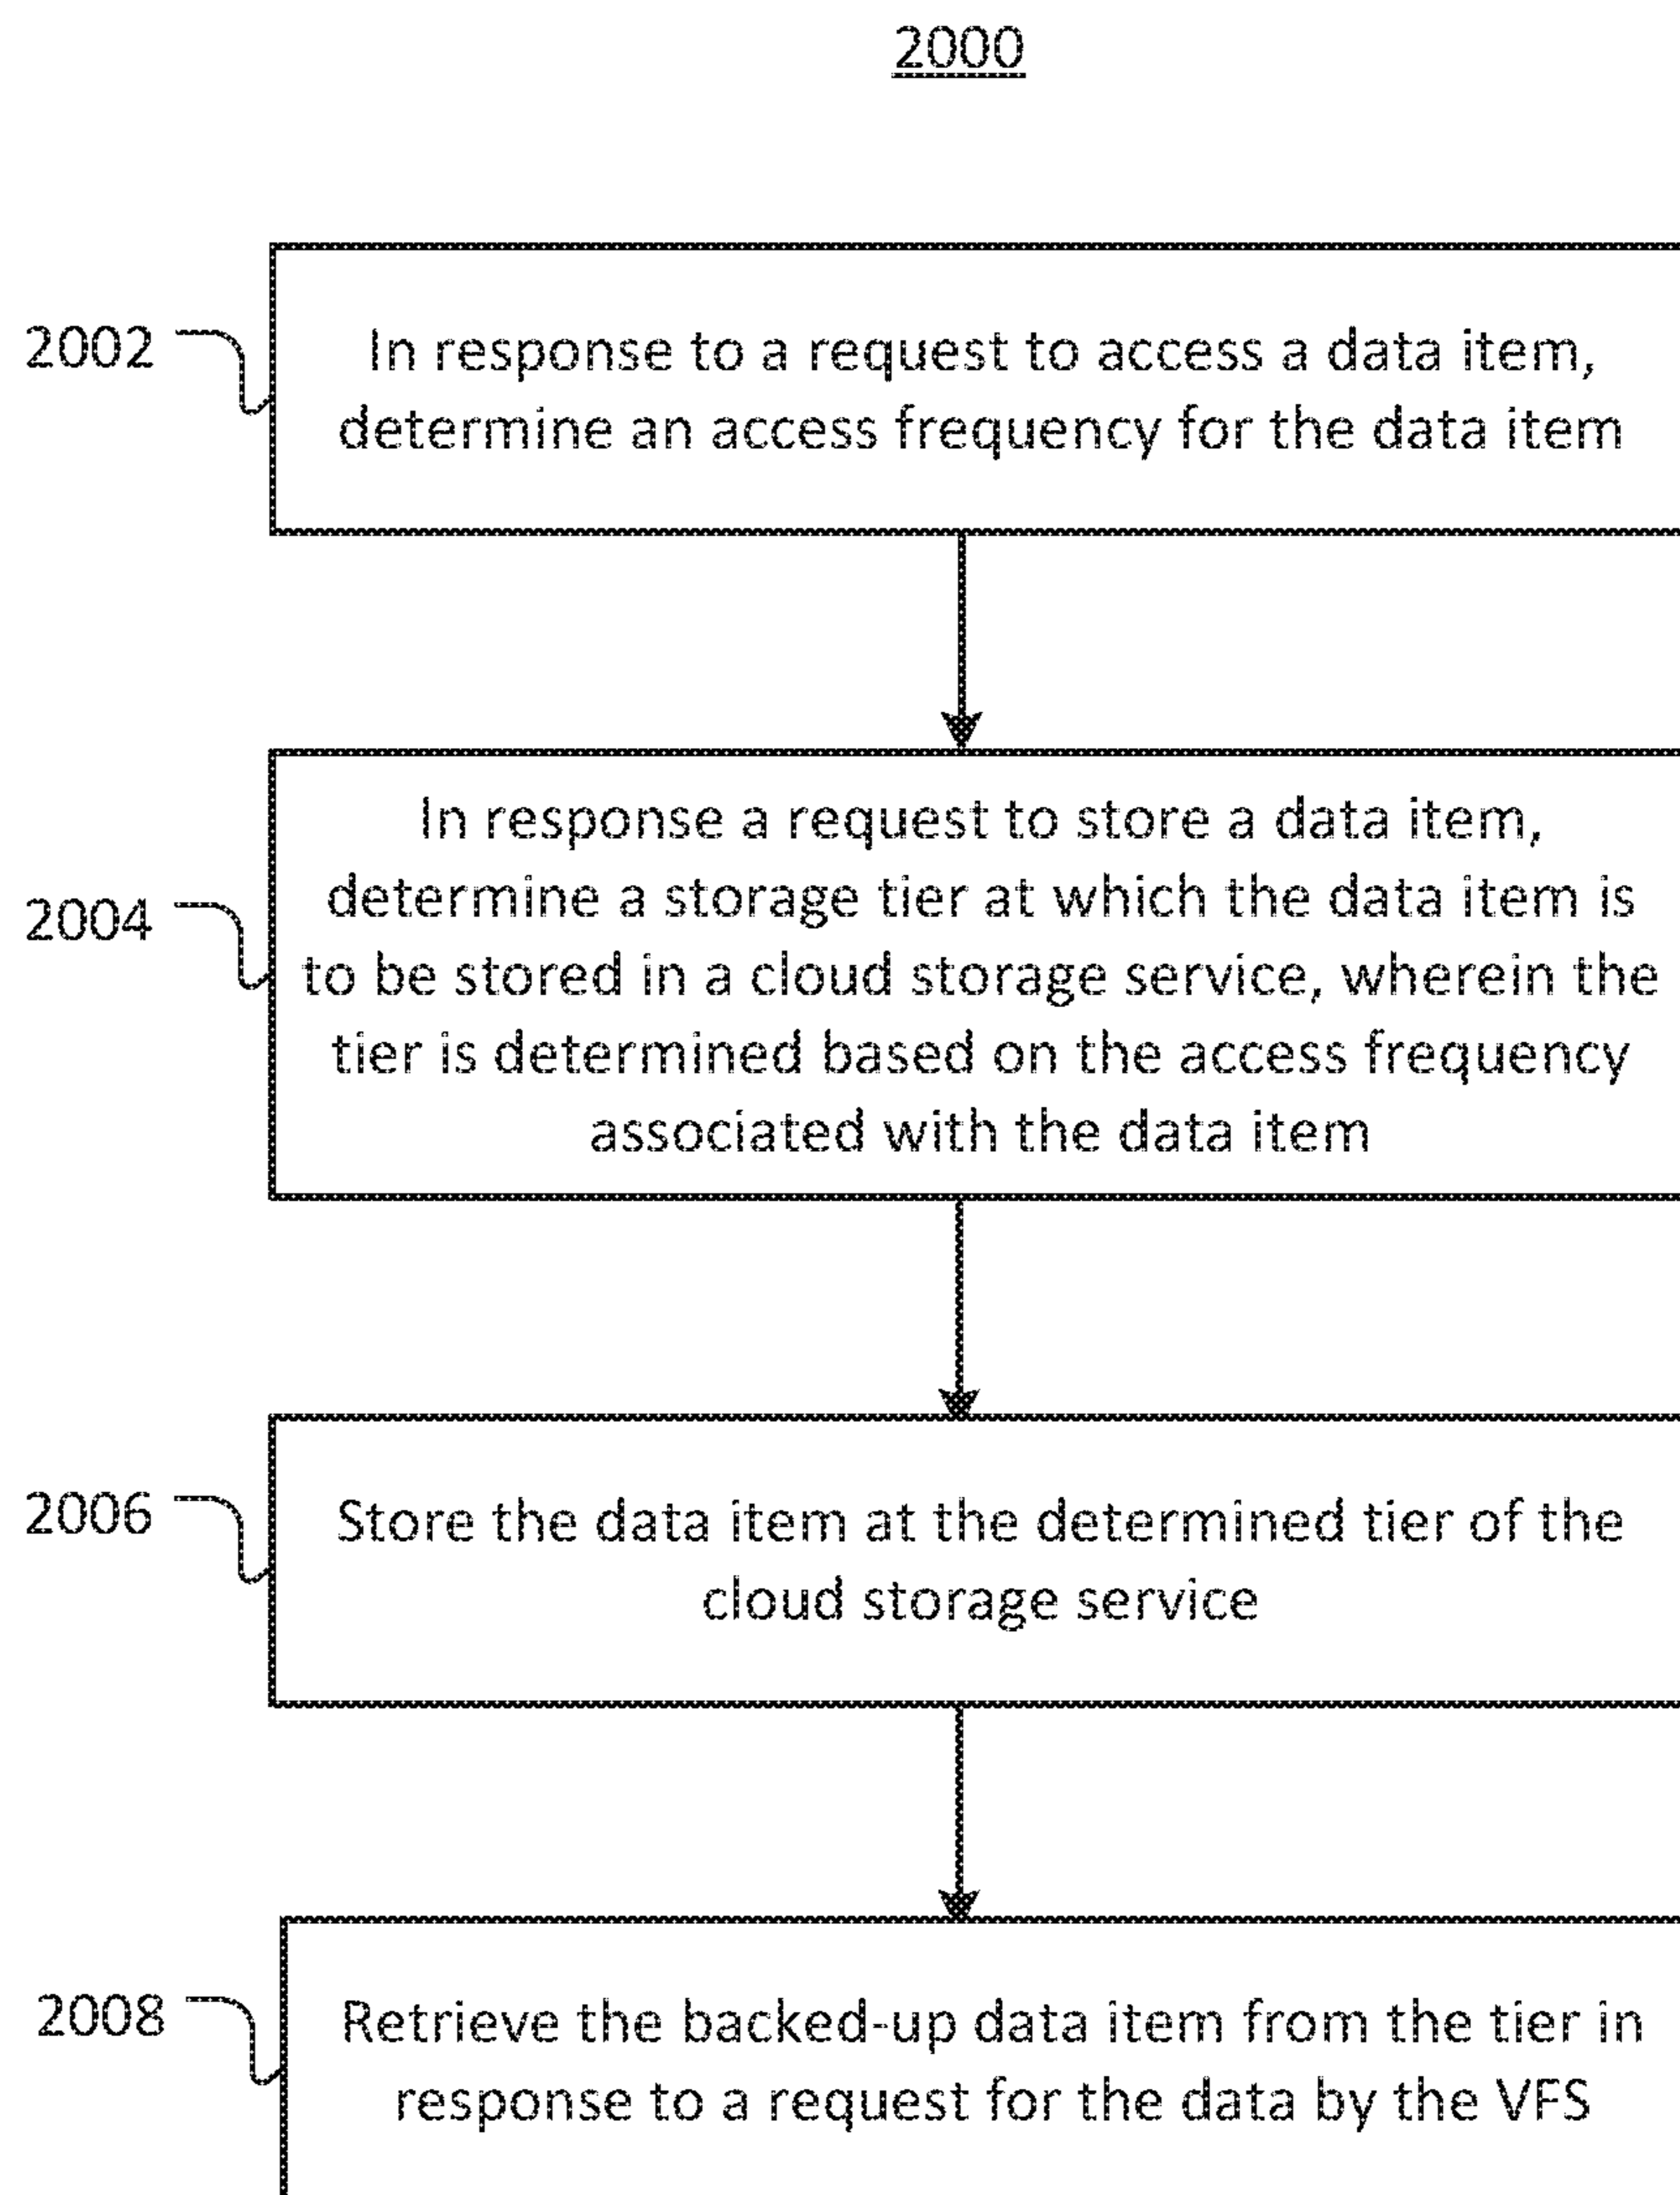 2000
2002
In response to a request to access a data item,
determine an access frequency for the data item
2004
In response a request to store a data item,
determine a storage tier at which the data item is
to be stored in a cloud storage service, wherein the
tier is determined based on the access frequency
associated with the data item
2006
Store the data item at the determined tier of the
cloud storage service
2008
Retrieve the backed-up data item from the tier in
response to a request for the data by the VFS